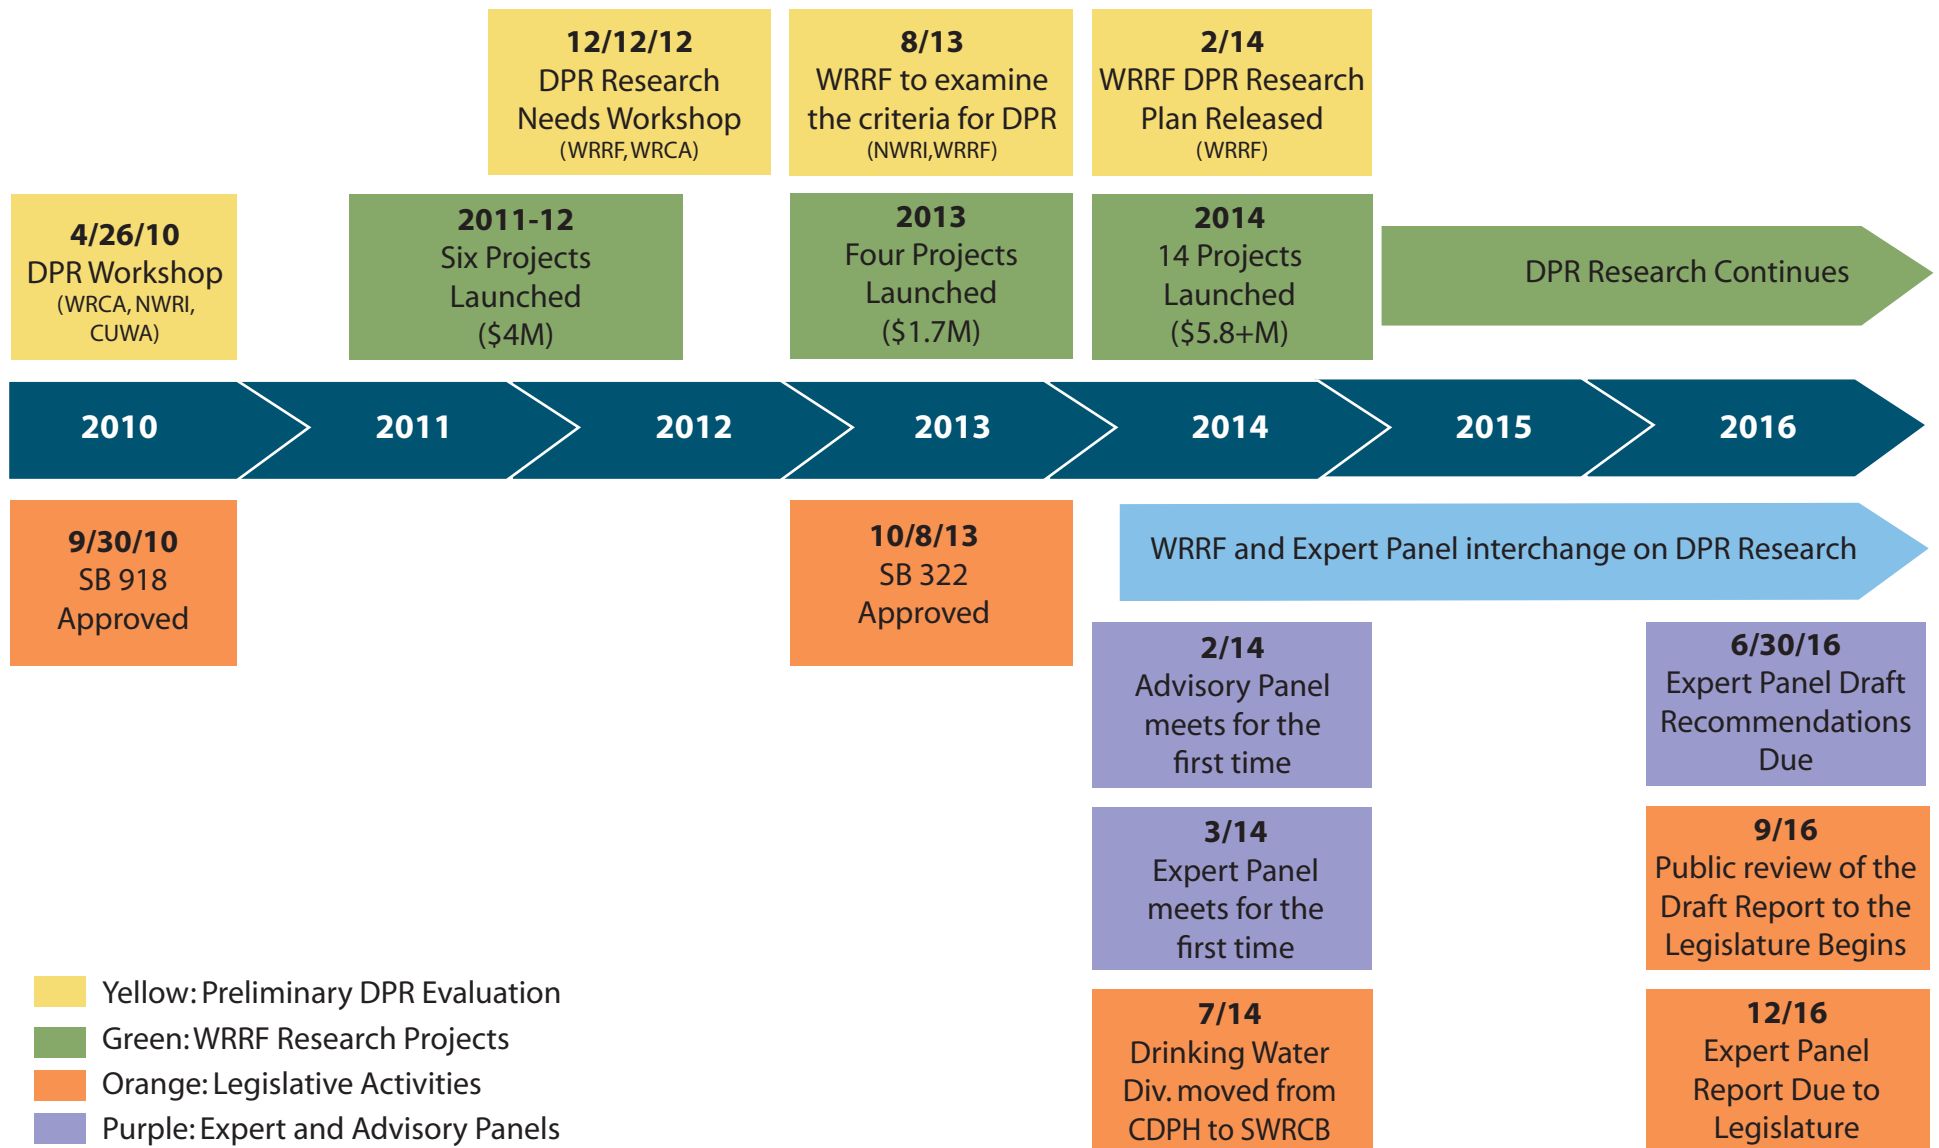 12/12/12
DPR Research
Needs Workshop
(WRRF, WRCA)
8/13
WRRF to examine
the criteria for DPR
(NWRI,WRRF)
2/14
WRRF DPR Research
Plan Released
(WRRF)
4/26/10
DPR Workshop
(WRCA, NWRI,
CUWA)
2011-12
Six Projects
Launched
($4M)
2013
Four Projects
Launched
($1.7M)
2014
14 Projects
Launched
($5.8+M)
DPR Research Continues
2010
2011
2012
2013
2014
2015
2016
9/30/10
SB 918
Approved
10/8/13
SB 322
Approved
WRRF and Expert Panel interchange on DPR Research
2/14
Advisory Panel
meets for the
first time
6/30/16
Expert Panel Draft
Recommendations
Due
3/14
Expert Panel
meets for the
first time
9/16
Public review of the
Draft Report to the
Legislature Begins
7/14
Drinking Water
Div. moved from
CDPH to SWRCB
12/16
Expert Panel
Report Due to
Legislature
Yellow: Preliminary DPR Evaluation
Green: WRRF Research Projects
Orange: Legislative Activities
Purple: Expert and Advisory Panels